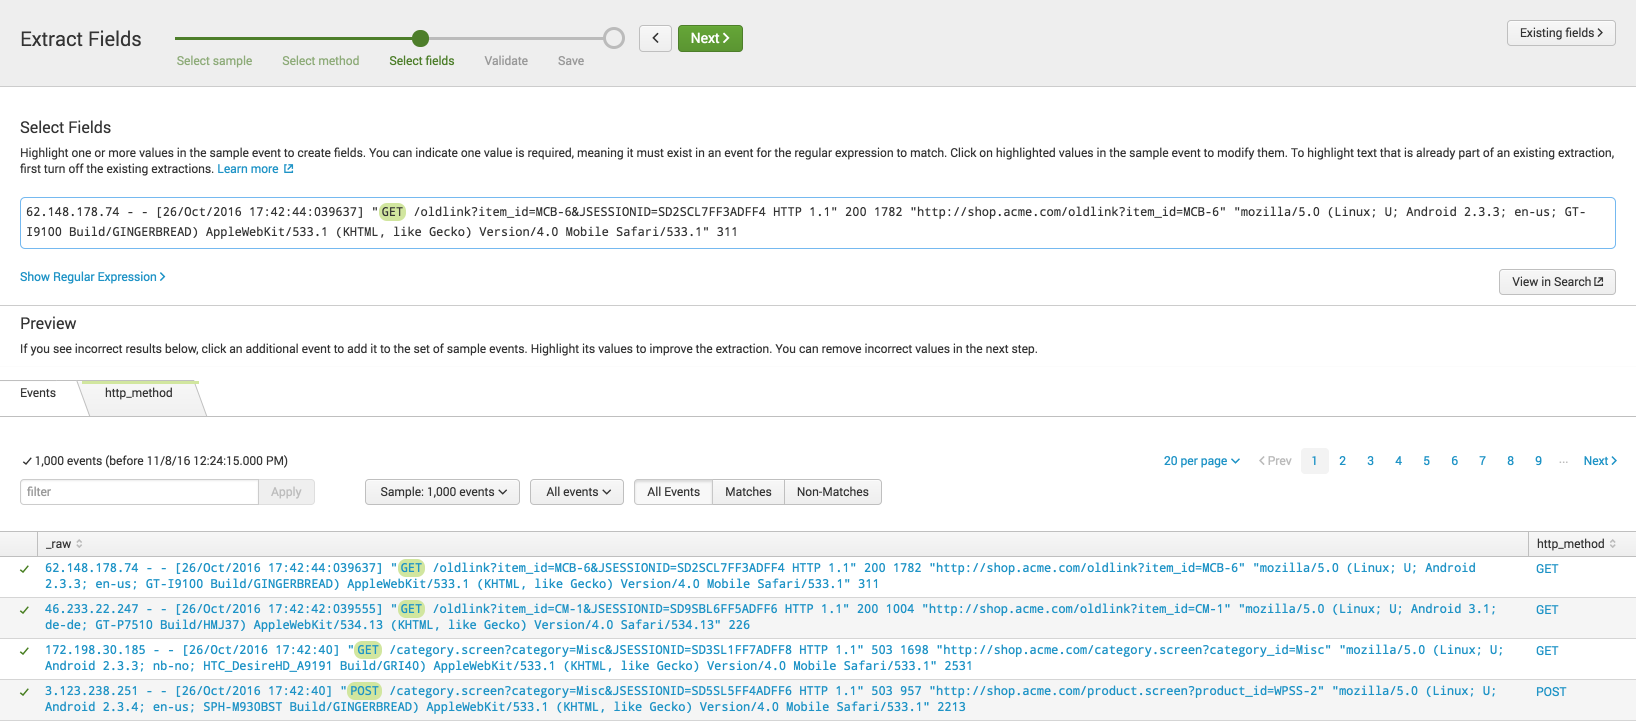 Extract Fields
Select sample
Select method
Select fields
Validate
Save
Next
Existing fields
Select Fields
Highlight one or more values in the sample event to create fields. You can indicate one value is required, meaning it must exist in an event for the regular expression to match. Click on highlighted values in the sample event to modify them. To highlight text that is already part of an existing extraction,
first turn off the existing extractions. Learn more
62.148.178.74 - - [26/Oct/2016 17:42:44:039637] "GET /oldlink?item_id=MCB-6&JSESSIONID=SD2SCL7FF3ADFF4 HTTP 1.1" 200 1782 "http://shop.acme.com/oldlink?item_id=MCB-6" "mozilla/5.0 (Linux; U; Android 2.3.3; en-us; GT-
I9100 Build/GINGERBREAD) AppleWebKit/533.1 (KHTML, like Gecko) Version/4.0 Mobile Safari/533.1" 311
Show Regular Expression
View in Search
Preview
If you see incorrect results below, click an additional event to add it to the set of sample events. Highlight its values to improve the extraction. You can remove incorrect values in the next step.
Events
http_method
1,000 events (before 11/8/16 12:24:15.000 PM)
20 per page
Prev 1 2 3 4 5 6 7 8 9 ... Next
filter
Apply
Sample: 1,000 events
All events
All Events
Matches
Non-Matches
_raw
http_method
62.148.178.74 - - [26/Oct/2016 17:42:44:039637] "GET /oldlink?item_id=MCB-6&JSESSIONID=SD2SCL7FF3ADFF4 HTTP 1.1" 200 1782 "http://shop.acme.com/oldlink?item_id=MCB-6" "mozilla/5.0 (Linux; U; Android
2.3.3; en-us; GT-I9100 Build/GINGERBREAD) AppleWebKit/533.1 (KHTML, like Gecko) Version/4.0 Mobile Safari/533.1" 311
GET
46.233.22.247 - - [26/Oct/2016 17:42:42:039555] "GET /oldlink?item_id=CM-1&JSESSIONID=SD9SBL6FF5ADFF6 HTTP 1.1" 200 1004 "http://shop.acme.com/oldlink?item_id=CM-1" "mozilla/5.0 (Linux; U; Android 3.1;
de-de; GT-P7510 Build/HMJ37) AppleWebKit/534.13 (KHTML, like Gecko) Version/4.0 Safari/534.13" 226
GET
172.198.30.185 - - [26/Oct/2016 17:42:40] "GET /category.screen?category=Misc&JSESSIONID=SD3SL1FF7ADFF8 HTTP 1.1" 503 1698 "http://shop.acme.com/category.screen?category_id=Misc" "mozilla/5.0 (Linux; U;
Android 2.3.3; nb-no; HTC_DesireHD_A9191 Build/GRI40) AppleWebKit/533.1 (KHTML, like Gecko) Version/4.0 Mobile Safari/533.1" 2531
GET
3.123.238.251 - - [26/Oct/2016 17:42:40] "POST /category.screen?category=Misc&JSESSIONID=SD5SL5FF4ADFF6 HTTP 1.1" 503 957 "http://shop.acme.com/product.screen?product_id=WPSS-2" "mozilla/5.0 (Linux; U;
Android 2.3.4; en-us; SPH-M930BST Build/GINGERBREAD) AppleWebKit/533.1 (KHTML, like Gecko) Version/4.0 Mobile Safari/533.1" 2213
POST